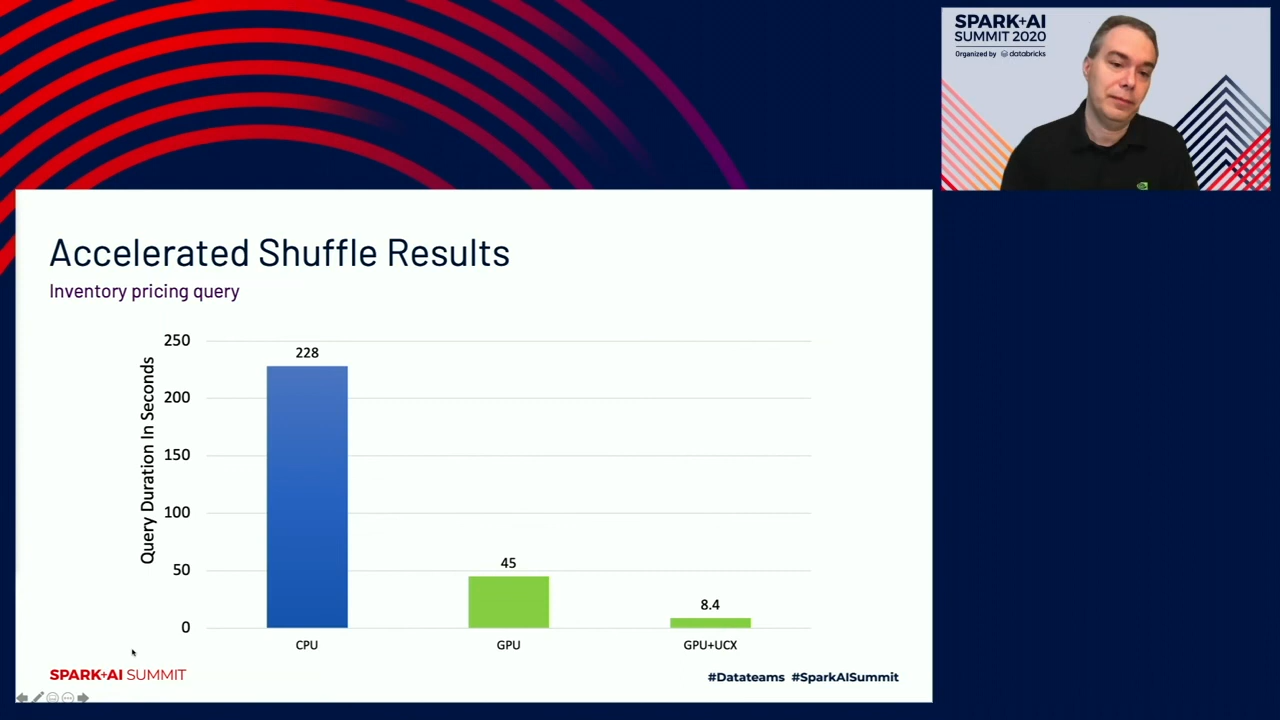 SPARK+AI
SUMMIT 2020
Organized by databricks
Accelerated Shuffle Results
Inventory pricing query
Query Duration In Seconds
250
200
150
100
50
0
228
45
8.4
CPU
GPU
GPU+UCX
SPARK+AI SUMMIT
#Datateams #SparkAISummit